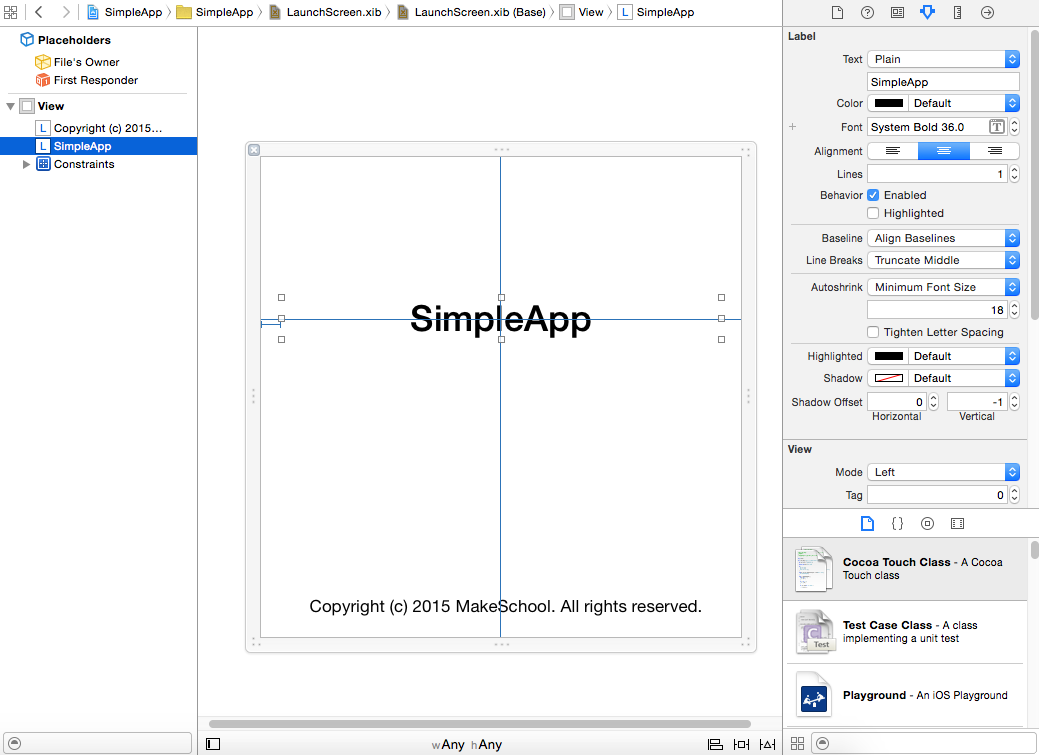 SimpleApp SimpleApp LaunchScreen.xib LaunchScreen.xib (Base) View L SimpleApp
Placeholders
File's Owner
First Responder
View
L Copyright (c) 2015...
L SimpleApp
Constraints
SimpleApp
Copyright (c) 2015 MakeSchool. All rights reserved.
wAny hAny
Label
Text Plain
SimpleApp
Color Default
+ Font System Bold 36.0 T
Alignment
Lines 1
Behavior Enabled
Highlighted
Baseline Align Baselines
Line Breaks Truncate Middle
Autoshrink Minimum Font Size
18
Tighten Letter Spacing
Highlighted Default
Shadow Default
Shadow Offset 0 -1
Horizontal Vertical
View
Mode Left
Tag 0
{ }
Cocoa Touch Class - A Cocoa
Touch class
Test Case Class - A class
implementing a unit test
C
Test
Playground - An iOS Playground